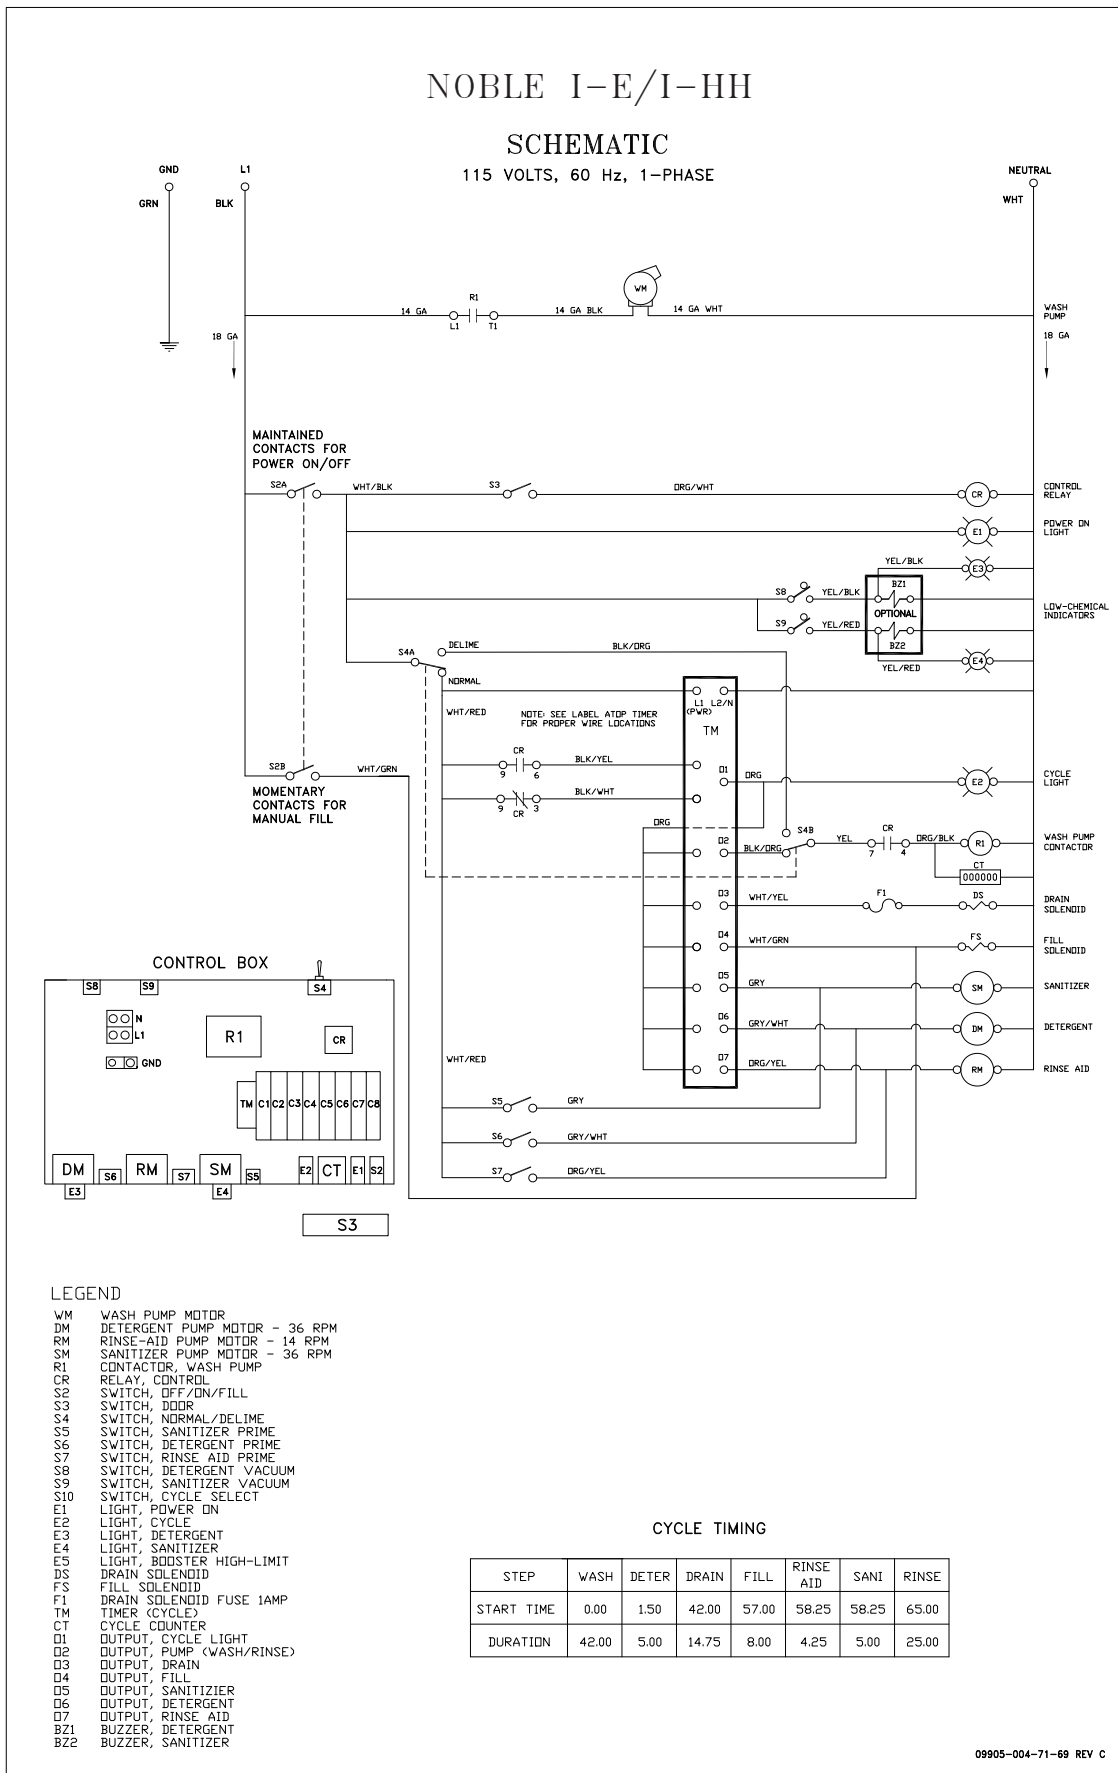 NOBLE I-E/I-HH
SCHEMATIC
115 VOLTS, 60 Hz, 1-PHASE
GND
L1
NEUTRAL
GRN
BLK
WHT
WM
R1
14 GA
L1
T1
14 GA BLK
14 GA WHT
WASH
PUMP
18 GA
18 GA
MAINTAINED
CONTACTS FOR
POWER ON/OFF
S2A
WHT/BLK
S3
ORG/WHT
CR
CONTROL
RELAY
E1
POWER ON
LIGHT
YEL/BLK
E3
S8
YEL/BLK
BZ1
OPTIONAL
LOW-CHEMICAL
INDICATORS
S9
YEL/RED
BZ2
YEL/RED
E4
S4A
DELIME
BLK/ORG
NORMAL
WHT/RED
NOTE: SEE LABEL ATOP TIMER
FOR PROPER WIRE LOCATIONS
L1 L2/N
(PWR)
TM
CR
9
6
BLK/YEL
O1
ORG
E2
CYCLE
LIGHT
S2B
WHT/GRN
MOMENTARY
CONTACTS FOR
MANUAL FILL
9
CR
3
BLK/WHT
ORG
O2
BLK/ORG
S4B
YEL
CR
7
4
ORG/BLK
R1
WASH PUMP
CONTACTOR
CT
000000
O3
WHT/YEL
F1
DS
DRAIN
SOLENOID
O4
WHT/GRN
FS
FILL
SOLENOID
O5
GRY
SM
SANITIZER
O6
GRY/WHT
DM
DETERGENT
O7
ORG/YEL
RM
RINSE AID
WHT/RED
S5
GRY
S6
GRY/WHT
S7
ORG/YEL
CONTROL BOX
S8
S9
S4
N
L1
GND
R1
CR
TM C1 C2 C3 C4 C5 C6 C7 C8
DM
S6
RM
S7
SM
S5
E2
CT
E1
S2
E3
E4
S3
LEGEND
WM WASH PUMP MOTOR
DM DETERGENT PUMP MOTOR - 36 RPM
RM RINSE-AID PUMP MOTOR - 14 RPM
SM SANITIZER PUMP MOTOR - 36 RPM
R1 CONTACTOR, WASH PUMP
CR RELAY, CONTROL
S2 SWITCH, OFF/ON/FILL
S3 SWITCH, DOOR
S4 SWITCH, NORMAL/DELIME
S5 SWITCH, SANITIZER PRIME
S6 SWITCH, DETERGENT PRIME
S7 SWITCH, RINSE AID PRIME
S8 SWITCH, DETERGENT VACUUM
S9 SWITCH, SANITIZER VACUUM
S10 SWITCH, CYCLE SELECT
E1 LIGHT, POWER ON
E2 LIGHT, CYCLE
E3 LIGHT, DETERGENT
E4 LIGHT, SANITIZER
E5 LIGHT, BOOSTER HIGH-LIMIT
DS DRAIN SOLENOID
FS FILL SOLENOID
F1 DRAIN SOLENOID FUSE 1AMP
TM TIMER (CYCLE)
CT CYCLE COUNTER
O1 OUTPUT, CYCLE LIGHT
O2 OUTPUT, PUMP (WASH/RINSE)
O3 OUTPUT, DRAIN
O4 OUTPUT, FILL
O5 OUTPUT, SANITIZIER
O6 OUTPUT, DETERGENT
O7 OUTPUT, RINSE AID
BZ1 BUZZER, DETERGENT
BZ2 BUZZER, SANITIZER
CYCLE TIMING
STEP WASH DETER DRAIN FILL RINSE AID SANI RINSE
START TIME 0.00 1.50 42.00 57.00 58.25 58.25 65.00
DURATION 42.00 5.00 14.75 8.00 4.25 5.00 25.00
09905-004-71-69 REV C